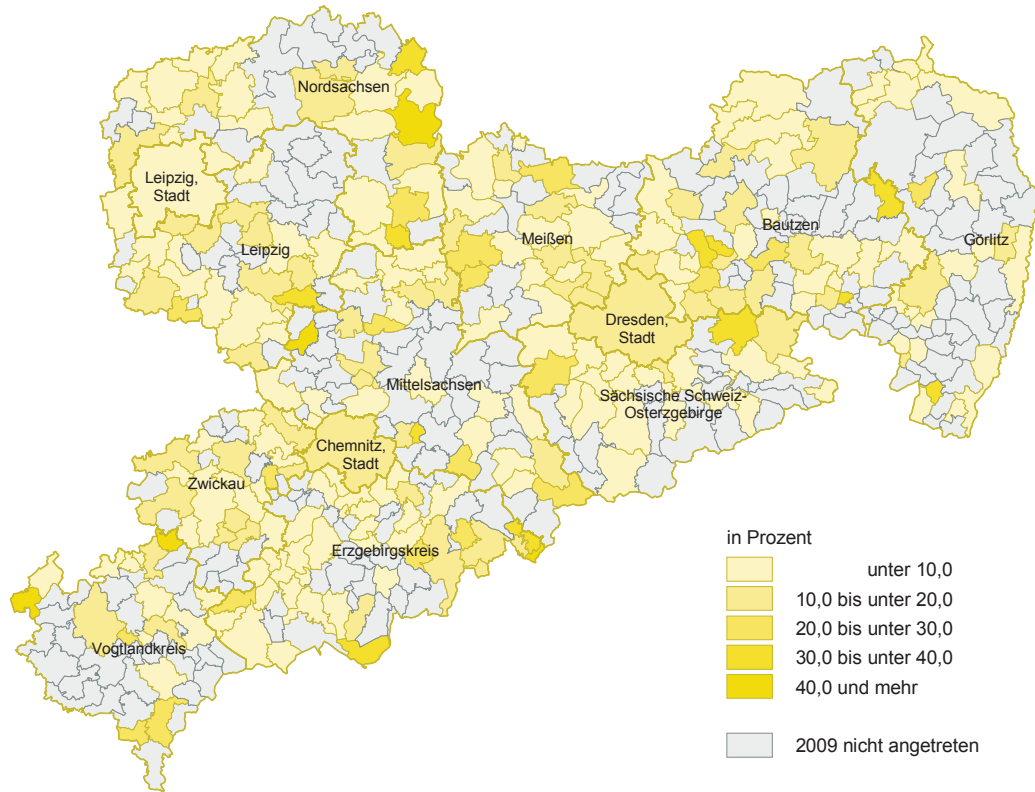 Nordsachsen
Leipzig,
Stadt
Leipzig
Meißen
Bautzen
Görlitz
Dresden,
Stadt
Mittelsachsen
Sächsische Schweiz-
Osterzgebirge
Chemnitz,
Stadt
Zwickau
Erzgebirgskreis
Vogtlandkreis
in Prozent
unter 10,0
10,0 bis unter 20,0
20,0 bis unter 30,0
30,0 bis unter 40,0
40,0 und mehr
2009 nicht angetreten